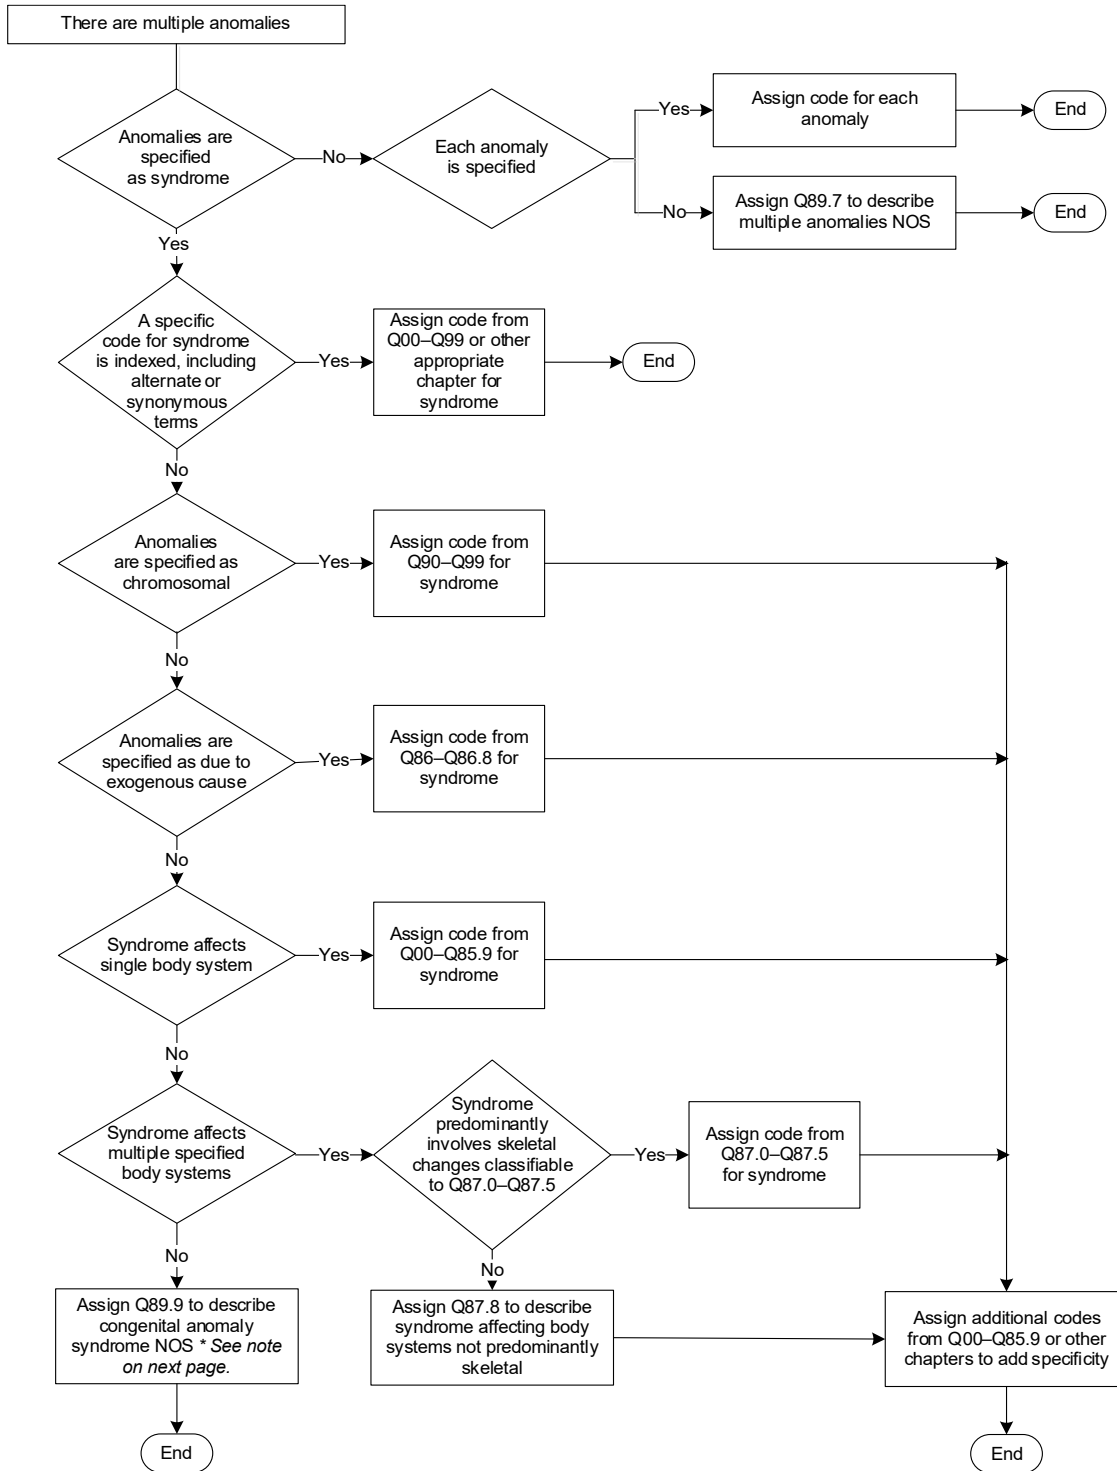 There are multiple anomalies
Anomalies are
specified
as syndrome
No
Each anomaly
is specified
Yes
Assign code for each
anomaly
End
No
Assign Q89.7 to describe
multiple anomalies NOS
End
Yes
A specific
code for syndrome
is indexed, including
alternate or
synonymous
terms
Yes
Assign code from
Q00–Q99 or other
appropriate
chapter for
syndrome
End
No
Anomalies
are specified as
chromosomal
Yes
Assign code from
Q90–Q99 for
syndrome
No
Anomalies are
specified as due to
exogenous cause
Yes
Assign code from
Q86–Q86.8 for
syndrome
No
Syndrome affects
single body system
Yes
Assign code from
Q00–Q85.9 for
syndrome
No
Syndrome affects
multiple specified
body systems
Yes
Syndrome
predominantly
involves skeletal
changes classifiable
to Q87.0–Q87.5
Yes
Assign code from
Q87.0–Q87.5
for syndrome
No
Assign Q89.9 to describe
congenital anomaly
syndrome NOS * See note
on next page.
End
No
Assign Q87.8 to describe
syndrome affecting body
systems not predominantly
skeletal
Assign additional codes
from Q00–Q85.9 or other
chapters to add specificity
End